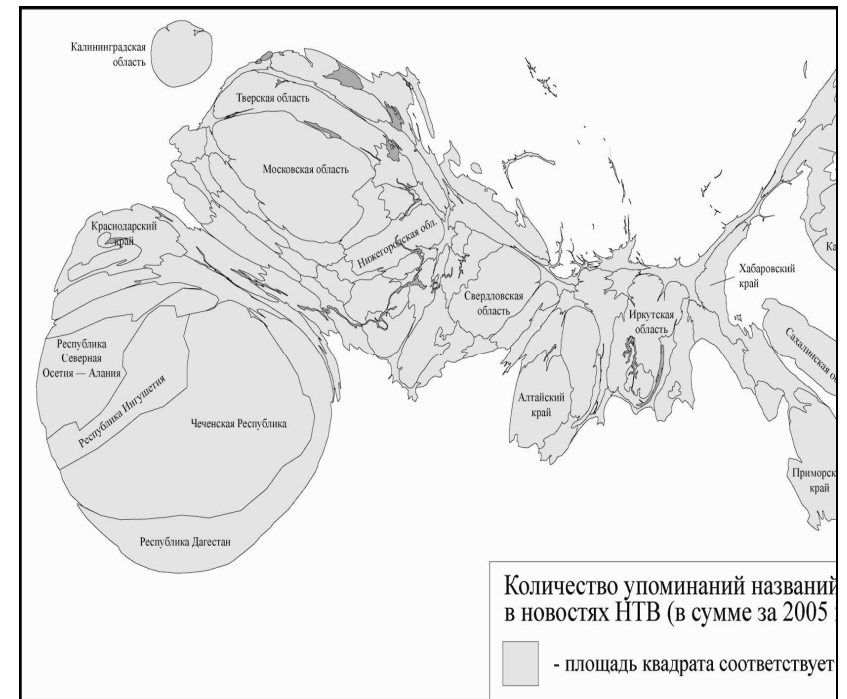 Калининградская
область
Тверская область
Московская область
Краснодарский
край
Нижегородская обл.
Свердловская
область
Хабаровский
край
Иркутская
область
Республика
Северная
Осетия — Алания
Республика Ингушетия
Чеченская Республика
Алтайский
край
Сахалинская
край
Республика Дагестан
Количество упоминаний названий
в новостях НТВ (в сумме за 2005
- площадь квадрата соответствует